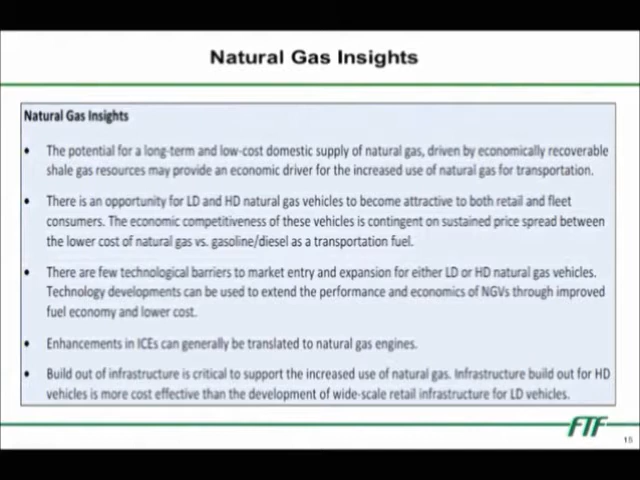 Natural Gas Insights
Natural Gas Insights
• The potential for a long-term and low-cost domestic supply of natural gas, driven by economically recoverable
shale gas resources may provide an economic driver for the increased use of natural gas for transportation.
• There is an opportunity for LD and HD natural gas vehicles to become attractive to both retail and fleet
consumers. The economic competitiveness of these vehicles is contingent on sustained price spread between
the lower cost of natural gas vs. gasoline/diesel as a transportation fuel.
• There are few technological barriers to market entry and expansion for either LD or HD natural gas vehicles.
Technology developments can be used to extend the performance and economics of NGVs through improved
fuel economy and lower cost.
• Enhancements in ICEs can generally be translated to natural gas engines.
• Build out of infrastructure is critical to support the increased use of natural gas. Infrastructure build out for HD
vehicles is more cost effective than the development of wide-scale retail infrastructure for LD vehicles.
FTF
15